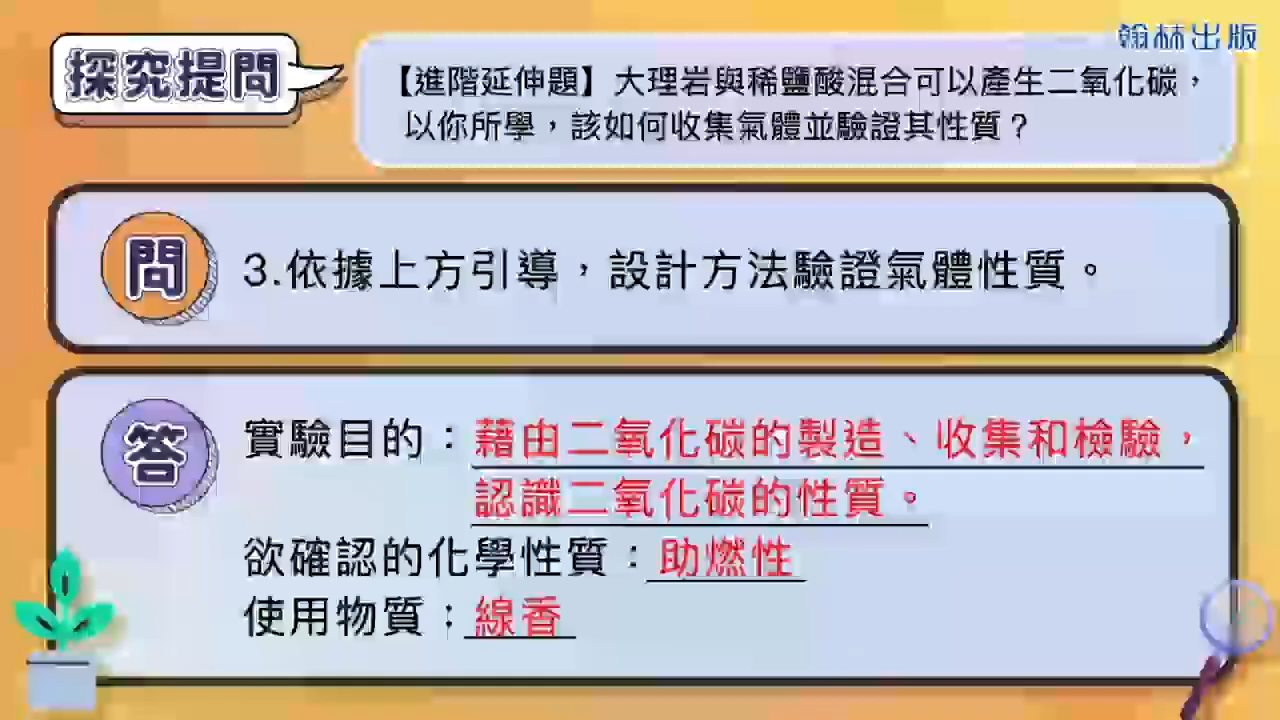 翰林出版
探究提問
【進階延伸題】大理岩與稀鹽酸混合可以產生二氧化碳，
以你所學，該如何收集氣體並驗證其性質？
問
3.依據上方引導，設計方法驗證氣體性質。
答
實驗目的：藉由二氧化碳的製造、收集和檢驗，
認識二氧化碳的性質。
欲確認的化學性質：助燃性
使用物質：線香